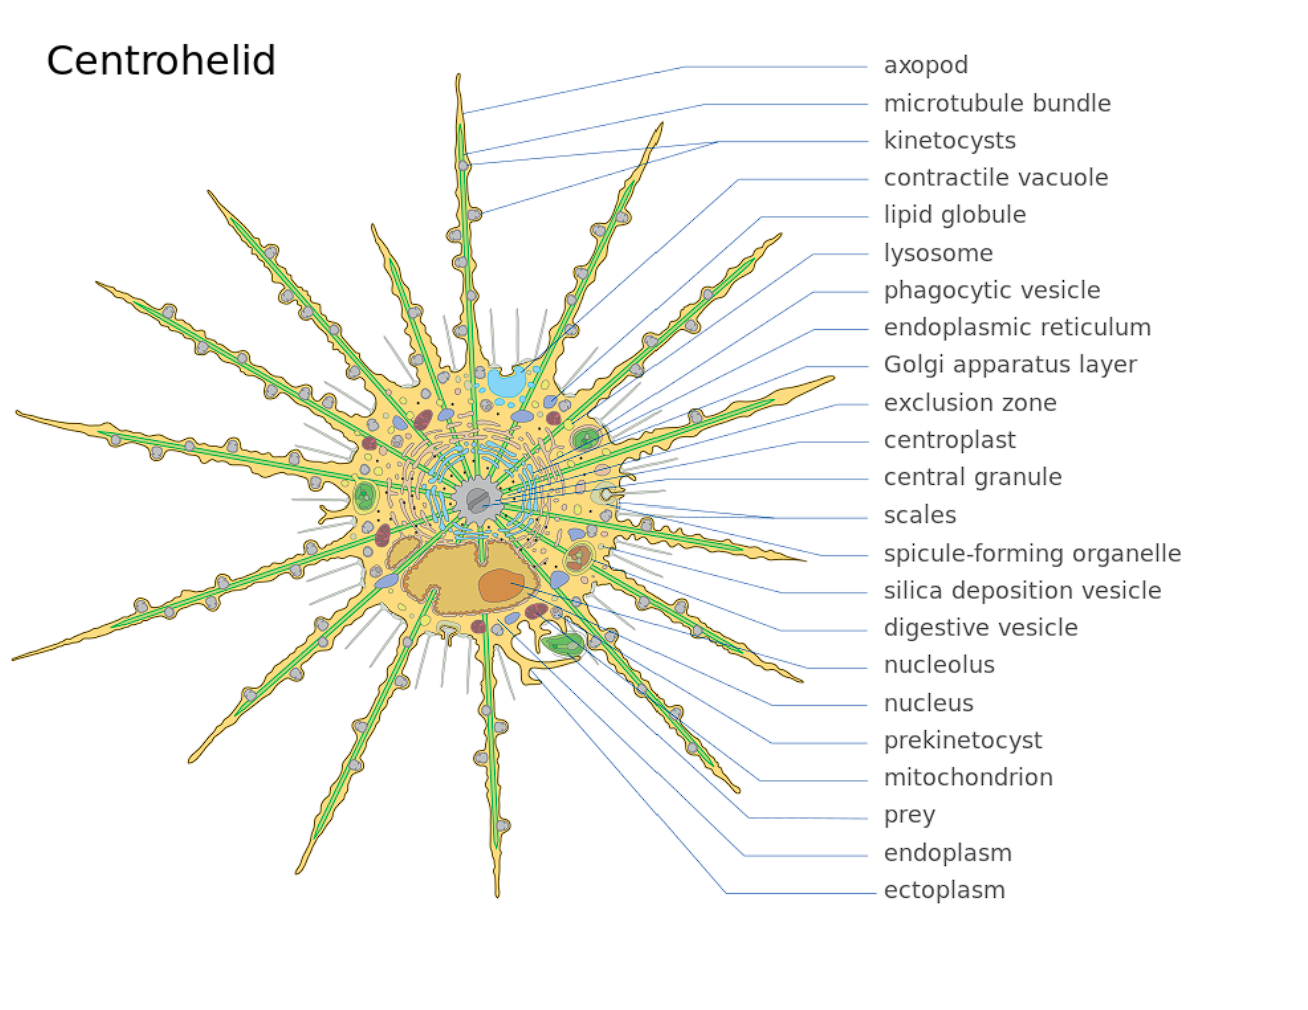 Centrohelid
axopod
microtubule bundle
kinetocysts
contractile vacuole
lipid globule
lysosome
phagocytic vesicle
endoplasmic reticulum
Golgi apparatus layer
exclusion zone
centroplast
central granule
scales
spicule-forming organelle
silica deposition vesicle
digestive vesicle
nucleolus
nucleus
prekinetocyst
mitochondrion
prey
endoplasm
ectoplasm